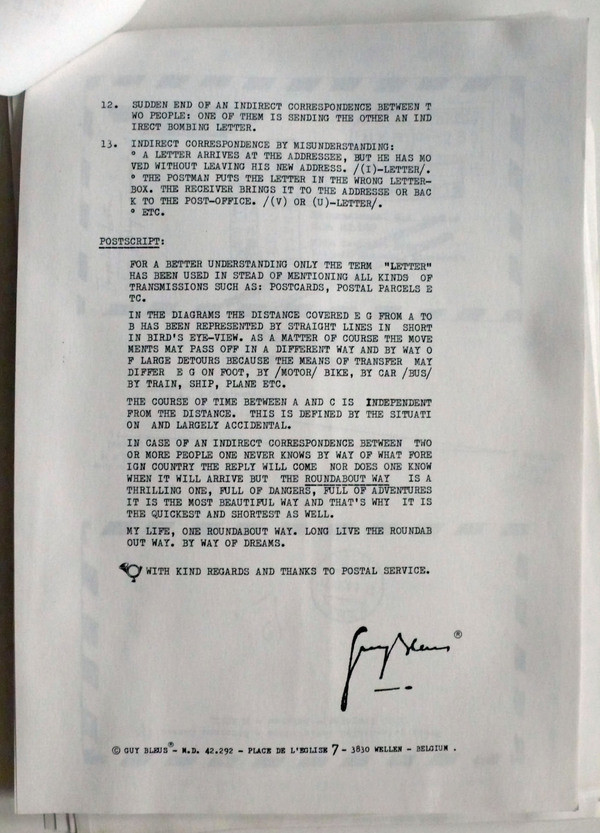 12. SUDDEN END OF AN INDIRECT CORRESPONDENCE BETWEEN T
WO PEOPLE: ONE OF THEM IS SENDING THE OTHER AN IND
IRECT BOMBING LETTER.
13. INDIRECT CORRESPONDENCE BY MISUNDERSTANDING:
° A LETTER ARRIVES AT THE ADDRESSEE, BUT HE HAS MO
VED WITHOUT LEAVING HIS NEW ADDRESS. /(I)-LETTER/.
° THE POSTMAN PUTS THE LETTER IN THE WRONG LETTER-
BOX. THE RECEIVER BRINGS IT TO THE ADDRESSE OR BAC
K TO THE POST-OFFICE. /(V) OR (U)-LETTER/.
° ETC.
POSTSCRIPT:
FOR A BETTER UNDERSTANDING ONLY THE TERM "LETTER"
HAS BEEN USED IN STEAD OF MENTIONING ALL KINDS OF
TRANSMISSIONS SUCH AS: POSTCARDS, POSTAL PARCELS E
TC.
IN THE DIAGRAMS THE DISTANCE COVERED E G FROM A TO
B HAS BEEN REPRESENTED BY STRAIGHT LINES IN SHORT
IN BIRD'S EYE-VIEW. AS A MATTER OF COURSE THE MOVE
MENTS MAY PASS OFF IN A DIFFERENT WAY AND BY WAY O
F LARGE DETOURS BECAUSE THE MEANS OF TRANSFER MAY
DIFFER E G ON FOOT, BY /MOTOR/ BIKE, BY CAR /BUS/
BY TRAIN, SHIP, PLANE ETC.
THE COURSE OF TIME BETWEEN A AND C IS INDEPENDENT
FROM THE DISTANCE. THIS IS DEFINED BY THE SITUATI
ON AND LARGELY ACCIDENTAL.
IN CASE OF AN INDIRECT CORRESPONDENCE BETWEEN TWO
OR MORE PEOPLE ONE NEVER KNOWS BY WAY OF WHAT FORE
IGN COUNTRY THE REPLY WILL COME NOR DOES ONE KNOW
WHEN IT WILL ARRIVE BUT THE ROUNDABOUT WAY IS A
THRILLING ONE, FULL OF DANGERS, FULL OF ADVENTURES
IT IS THE MOST BEAUTIFUL WAY AND THAT'S WHY IT IS
THE QUICKEST AND SHORTEST AS WELL.
MY LIFE, ONE ROUNDABOUT WAY. LONG LIVE THE ROUNDAB
OUT WAY. BY WAY OF DREAMS.
WITH KIND REGARDS AND THANKS TO POSTAL SERVICE.
Guy Bleus ®
© GUY BLEUS® - N.D. 42.292 - PLACE DE L'EGLISE 7 - 3830 WELLEN - BELGIUM .